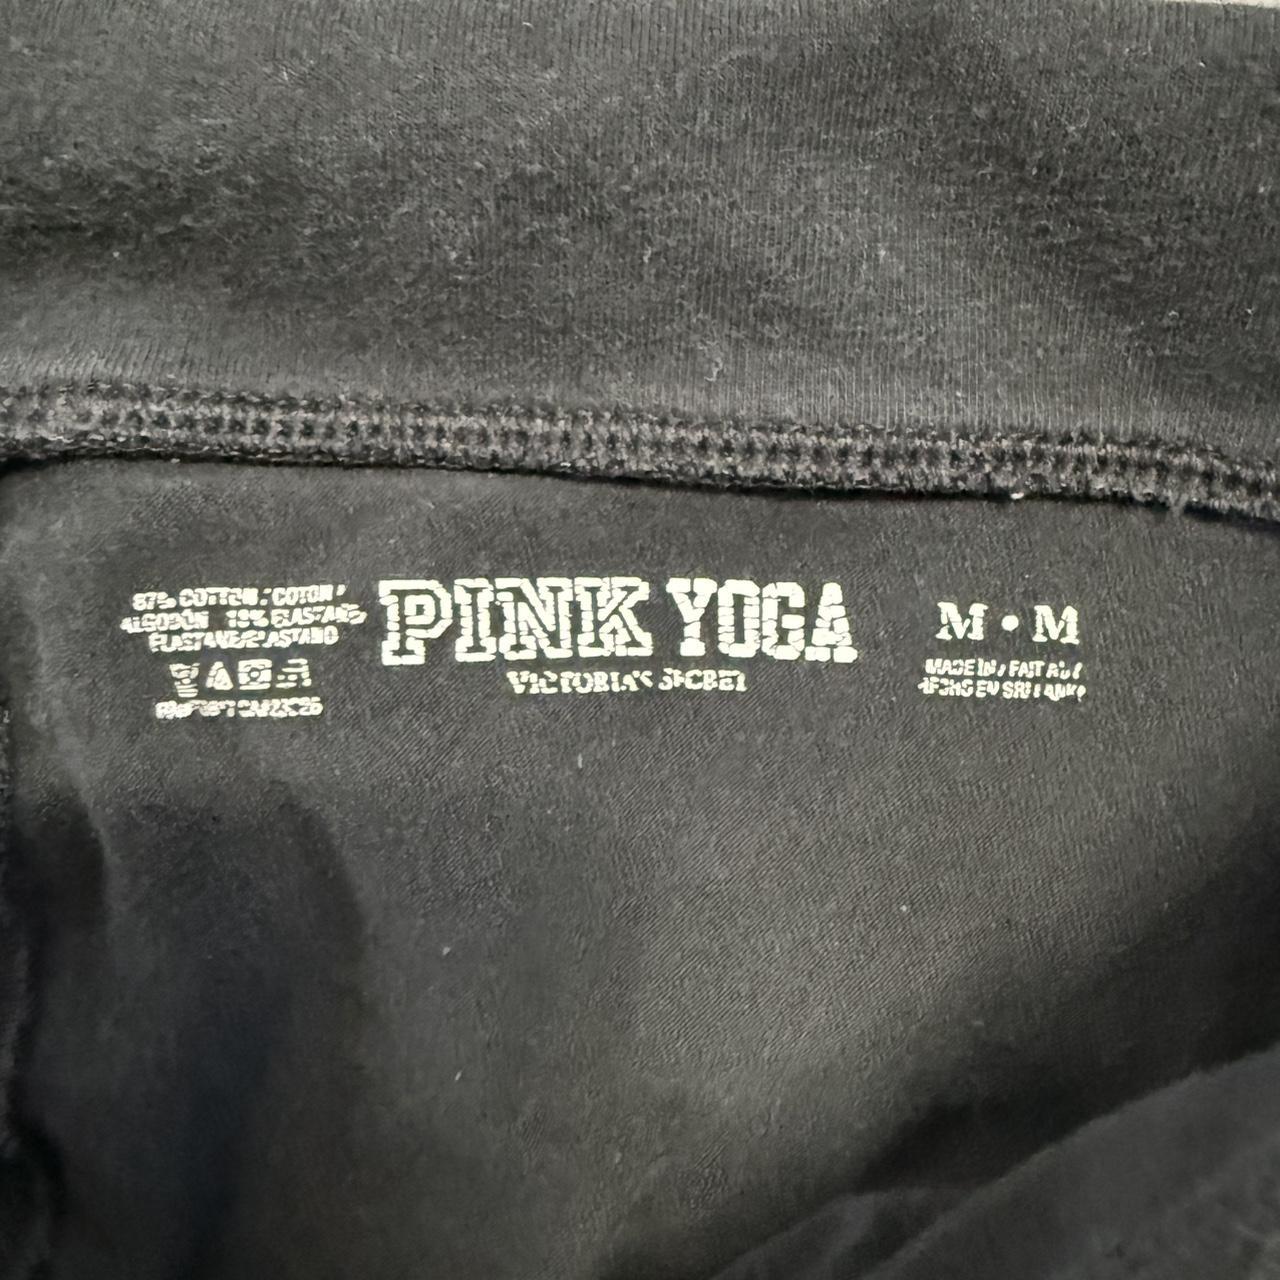 87% COTTON / COTON /
ALGODÓN 13% ELASTANE
ELASTANE/ELASTANO
PINK YOGA
VICTORIA'S SECRET
M • M
MADE IN / FAIT AU /
HECHO EN SRI LANKA